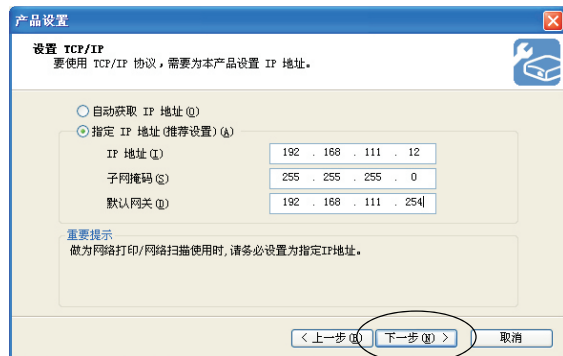 产品设置
设置 TCP/IP
要使用 TCP/IP 协议，需要为本产品设置 IP 地址。
自动获取 IP 地址(O)
指定 IP 地址(推荐设置)(A)
IP 地址(I) 192 . 168 . 111 . 12
子网掩码(S) 255 . 255 . 255 . 0
默认网关(D) 192 . 168 . 111 . 254
重要提示
做为网络打印/网络扫描使用时,请务必设置为指定IP地址。
< 上一步(B) 下一步(N) > 取消